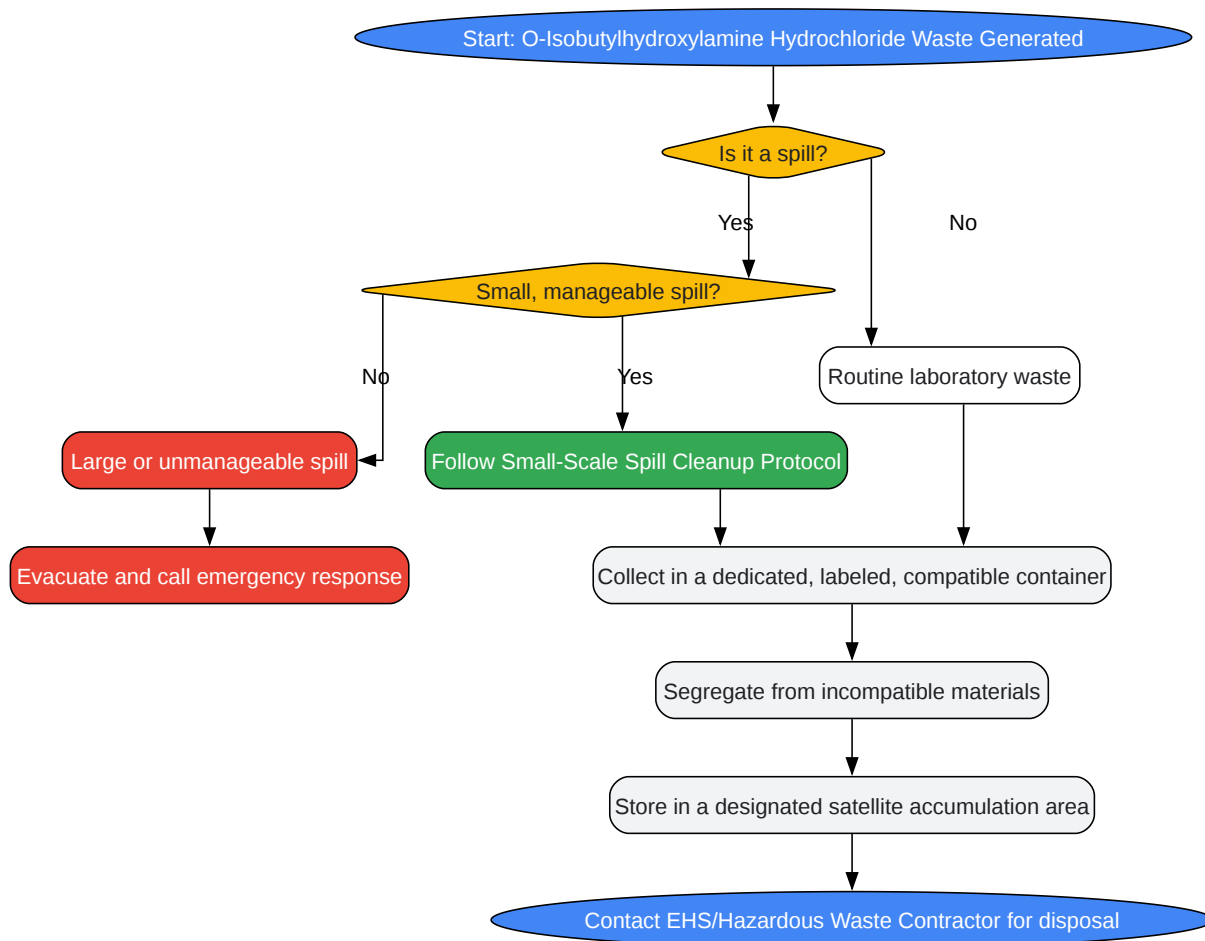 Start: O-Isobutylhydroxylamine Hydrochloride Waste Generated
Is it a spill?
Yes
No
Small, manageable spill?
No
Yes
Routine laboratory waste
Large or unmanageable spill
Follow Small-Scale Spill Cleanup Protocol
Evacuate and call emergency response
Collect in a dedicated, labeled, compatible container
Segregate from incompatible materials
Store in a designated satellite accumulation area
Contact EHS/Hazardous Waste Contractor for disposal